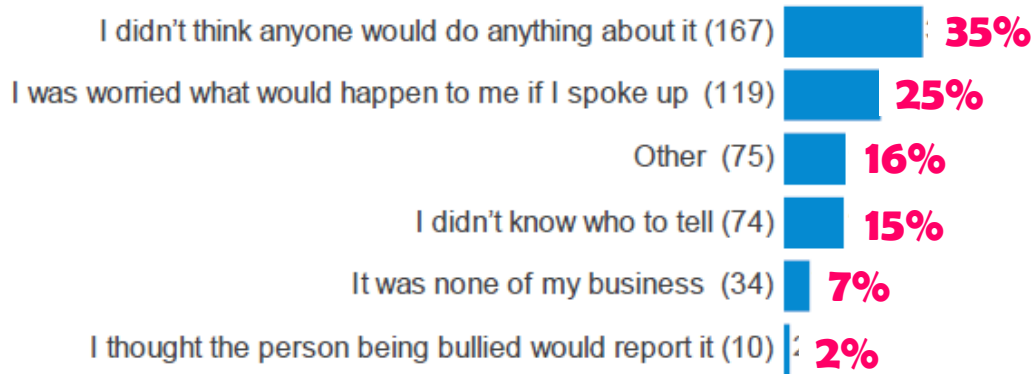 I didn't think anyone would do anything about it (167) 35%
I was worried what would happen to me if I spoke up (119) 25%
Other (75) 16%
I didn't know who to tell (74) 15%
It was none of my business (34) 7%
I thought the person being bullied would report it (10) 2%